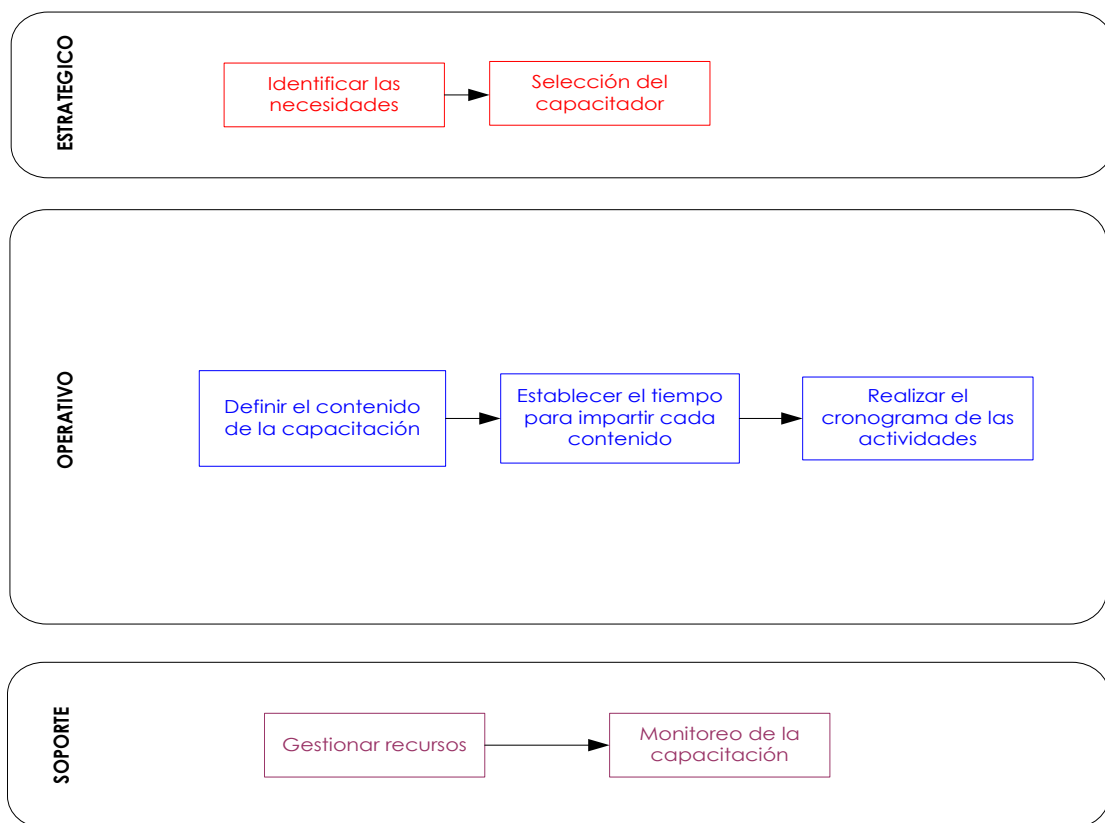 ESTRATEGICO
Identificar las
necesidades
Selección del
capacitador
OPERATIVO
Definir el contenido
de la capacitación
Establecer el tiempo
para impartir cada
contenido
Realizar el
cronograma de las
actividades
SOPORTE
Gestionar recursos
Monitoreo de la
capacitación